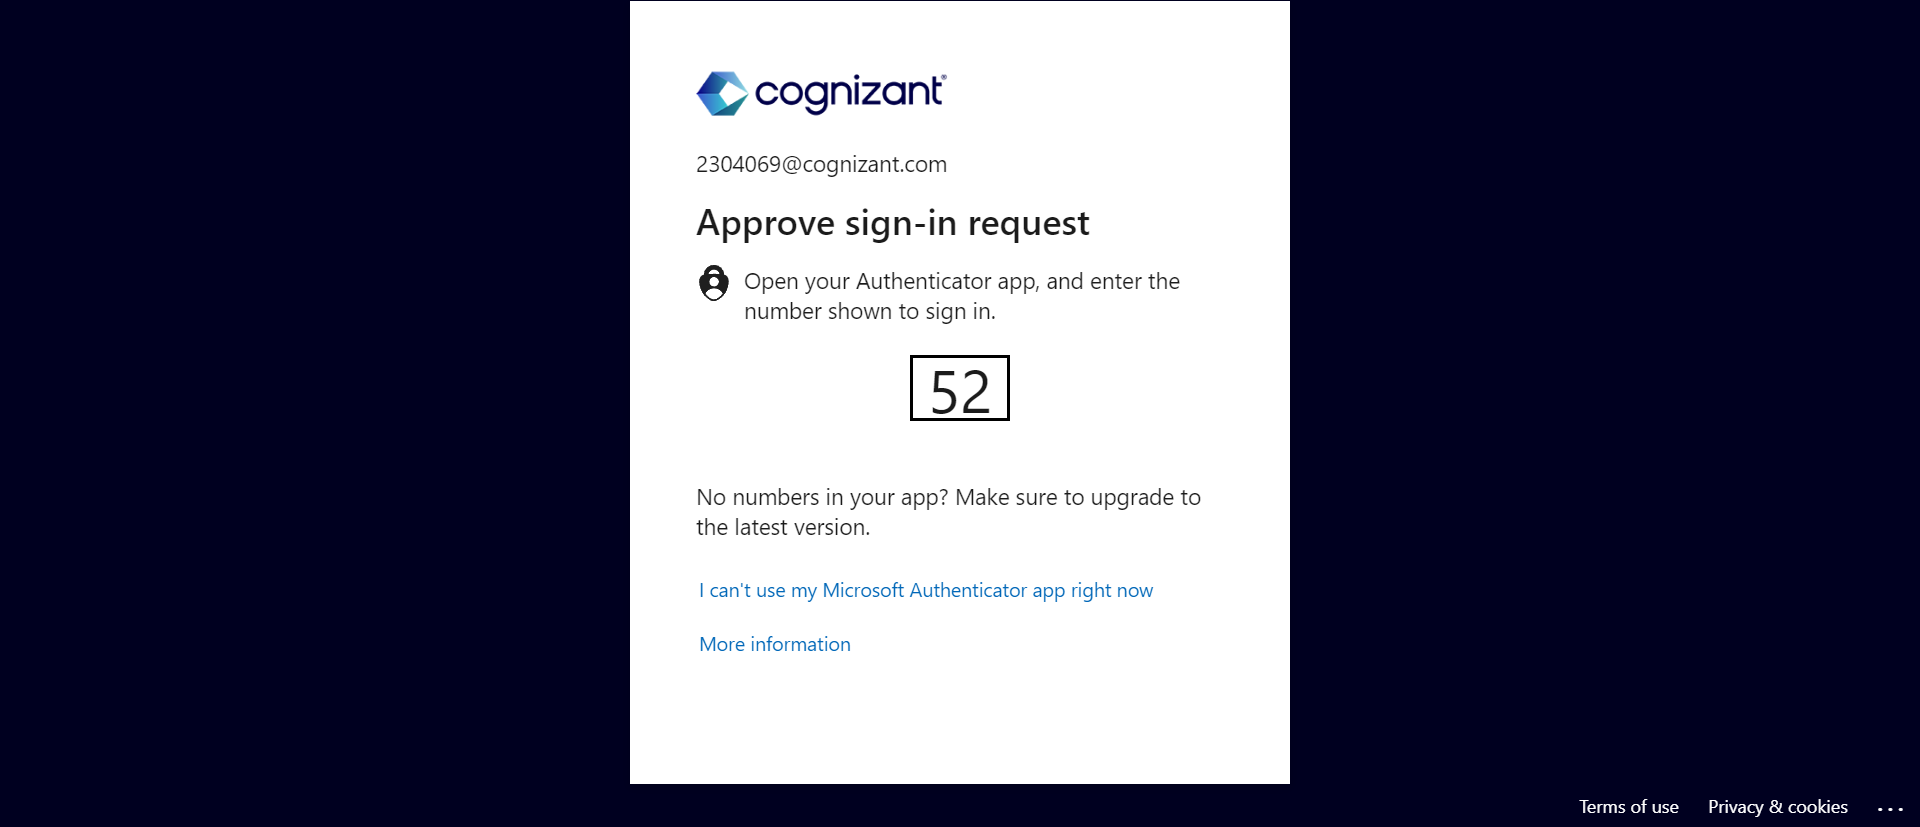 cognizant®
2304069@cognizant.com
Approve sign-in request
Open your Authenticator app, and enter the
number shown to sign in.
52
No numbers in your app? Make sure to upgrade to
the latest version.
I can't use my Microsoft Authenticator app right now
More information
Terms of use Privacy & cookies ...